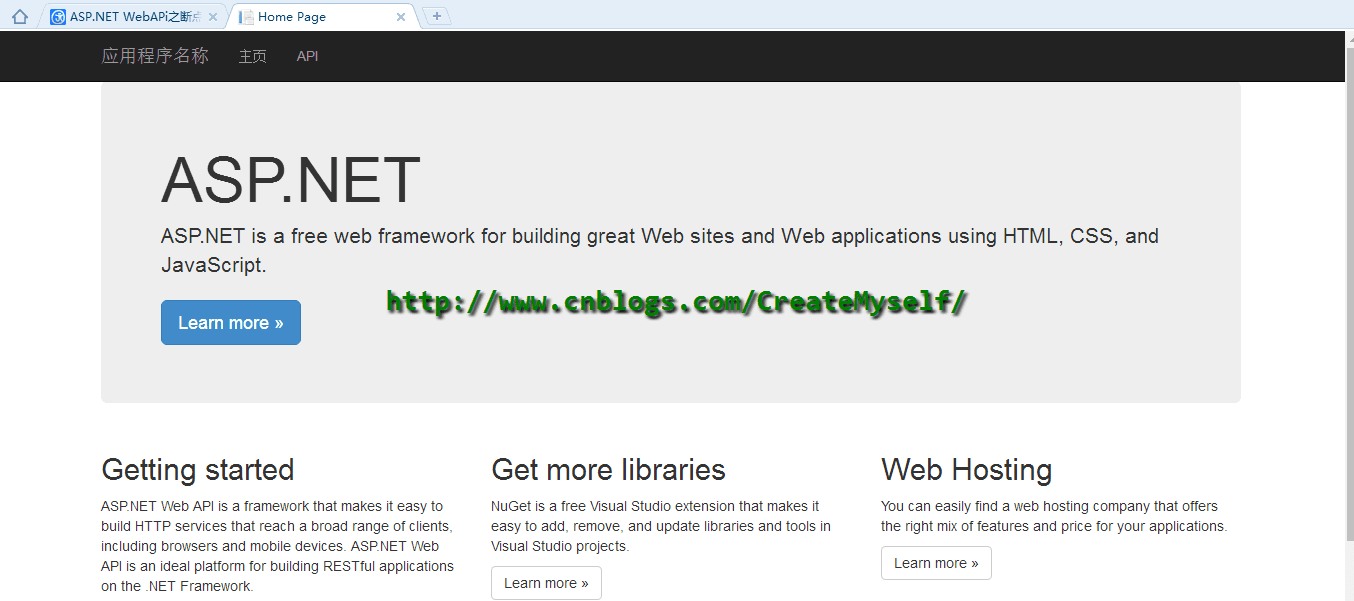 ASP.NET WebAPi之断点
Home Page
应用程序名称 主页 API
ASP.NET
ASP.NET is a free web framework for building great Web sites and Web applications using HTML, CSS, and
JavaScript.
http://www.cnblogs.com/CreateMyself/
Learn more »
Getting started
ASP.NET Web API is a framework that makes it easy to
build HTTP services that reach a broad range of clients,
including browsers and mobile devices. ASP.NET Web
API is an ideal platform for building RESTful applications
on the .NET Framework.
Get more libraries
NuGet is a free Visual Studio extension that makes it
easy to add, remove, and update libraries and tools in
Visual Studio projects.
Learn more »
Web Hosting
You can easily find a web hosting company that offers
the right mix of features and price for your applications.
Learn more »